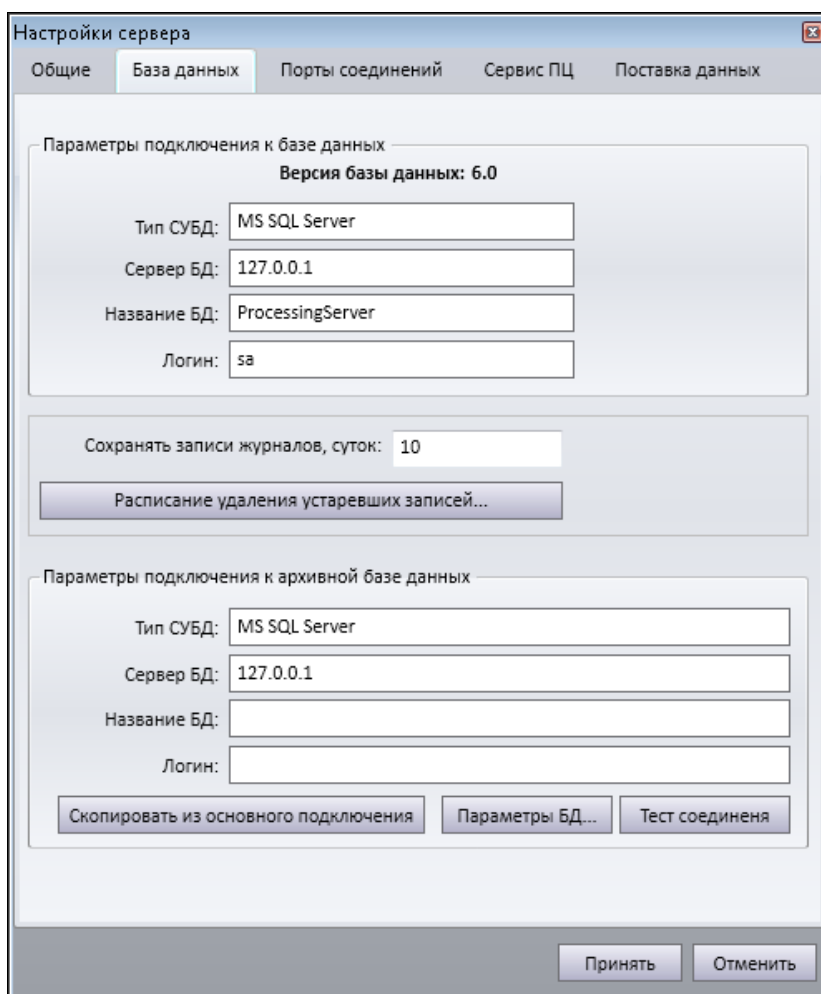 Настройки сервера
Общие База данных Порты соединений Сервис ПЦ Поставка данных
Параметры подключения к базе данных
Версия базы данных: 6.0
Тип СУБД: MS SQL Server
Сервер БД: 127.0.0.1
Название БД: ProcessingServer
Логин: sa
Сохранять записи журналов, суток: 10
Расписание удаления устаревших записей...
Параметры подключения к архивной базе данных
Тип СУБД: MS SQL Server
Сервер БД: 127.0.0.1
Название БД:
Логин:
Скопировать из основного подключения Параметры БД... Тест соединеня
Принять Отменить